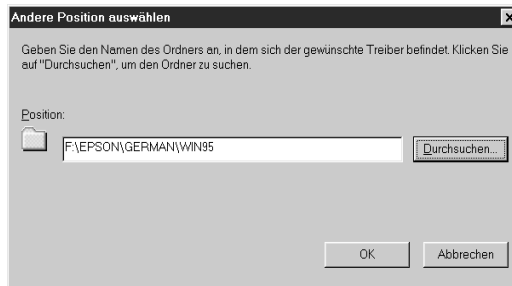 Andere Position auswählen
Geben Sie den Namen des Ordners an, in dem sich der gewünschte Treiber befindet. Klicken Sie
auf "Durchsuchen", um den Ordner zu suchen.
Position:
F:\EPSON\GERMAN\WIN95
Durchsuchen...
OK
Abbrechen